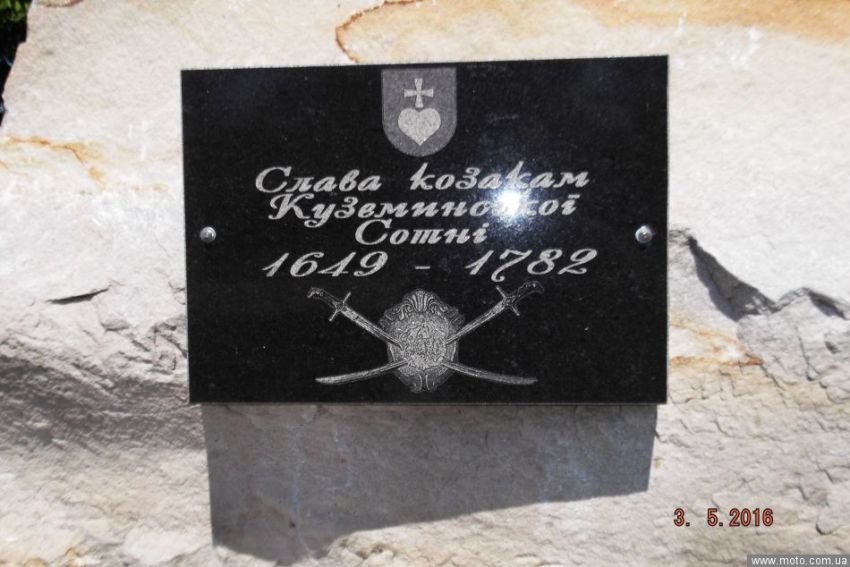 Слава козакам
Куземинської
Сотні
1649 - 1782
3. 5.2016
www.moto.com.ua